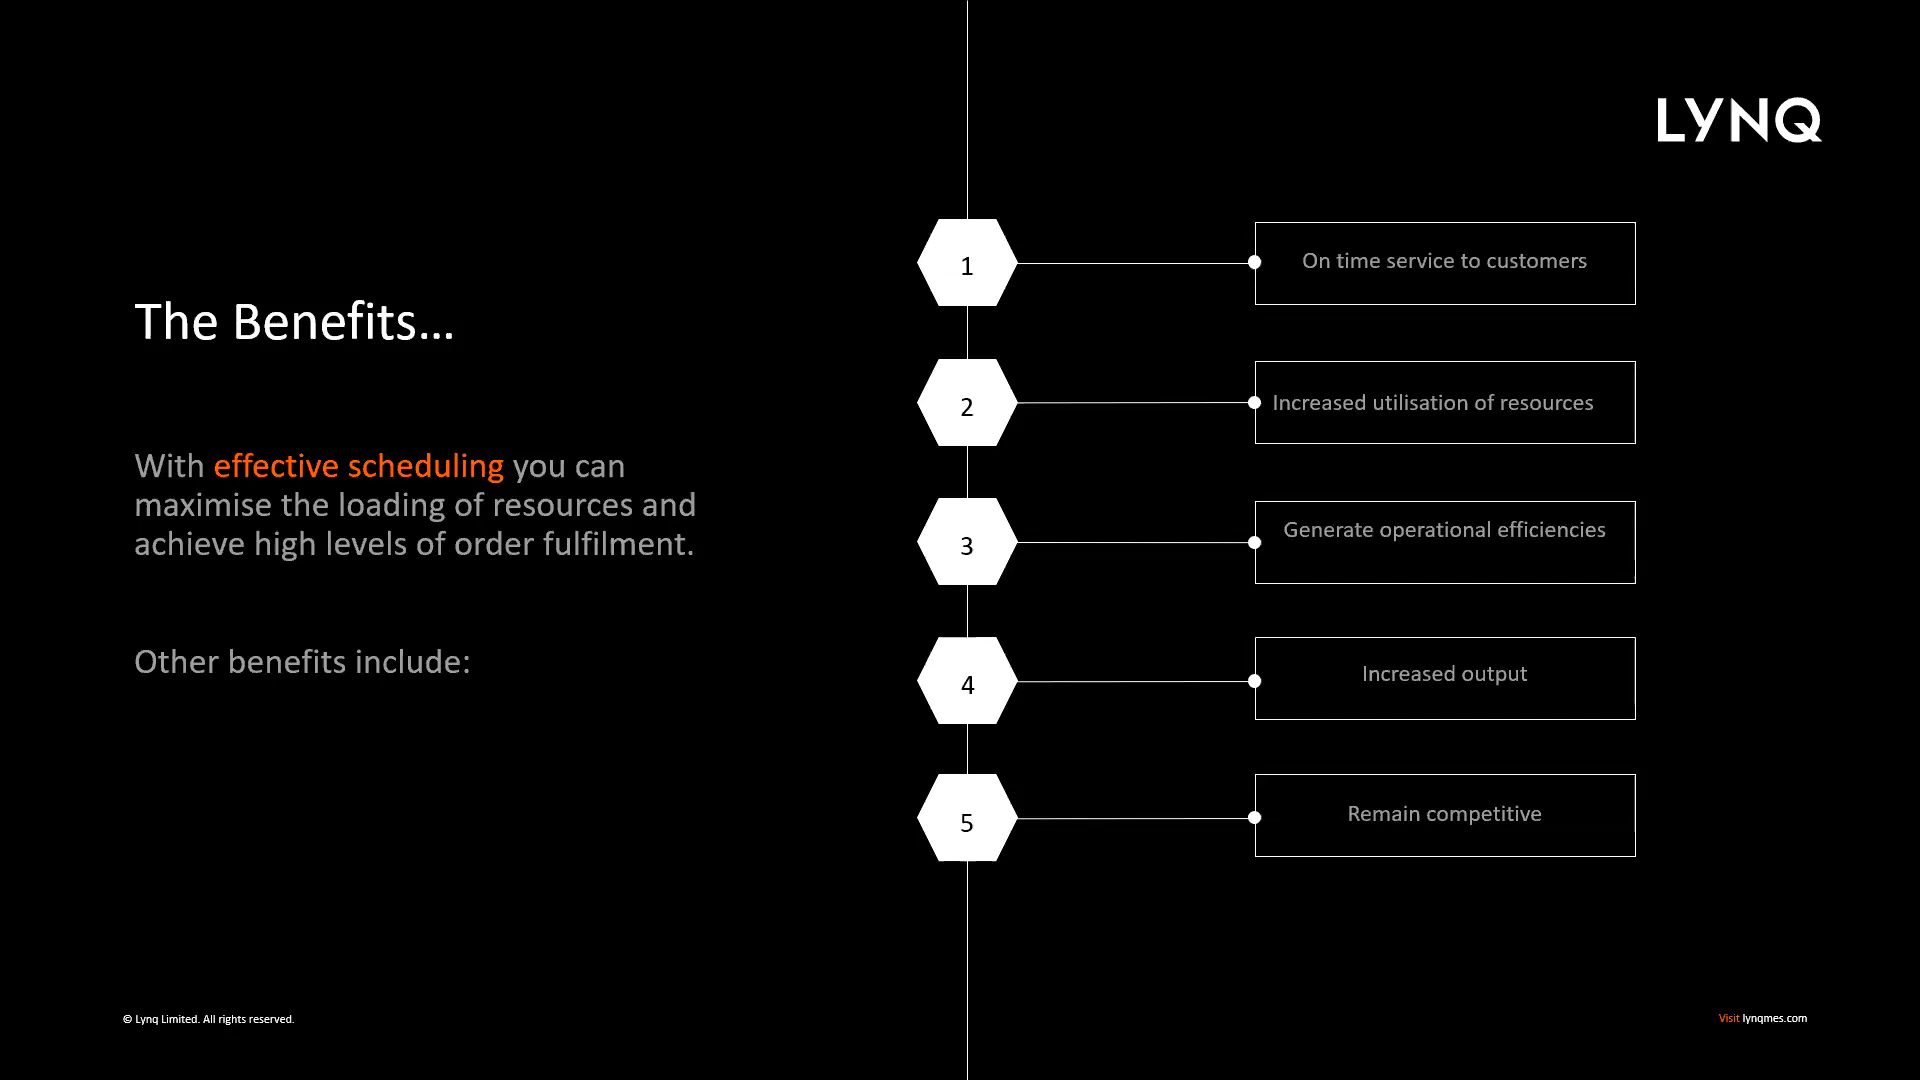 LYNQ
The Benefits...
With effective scheduling you can
maximise the loading of resources and
achieve high levels of order fulfilment.
Other benefits include:
1
On time service to customers
2
Increased utilisation of resources
3
Generate operational efficiencies
4
Increased output
5
Remain competitive
© Lynq Limited. All rights reserved.
Visit lynqmes.com